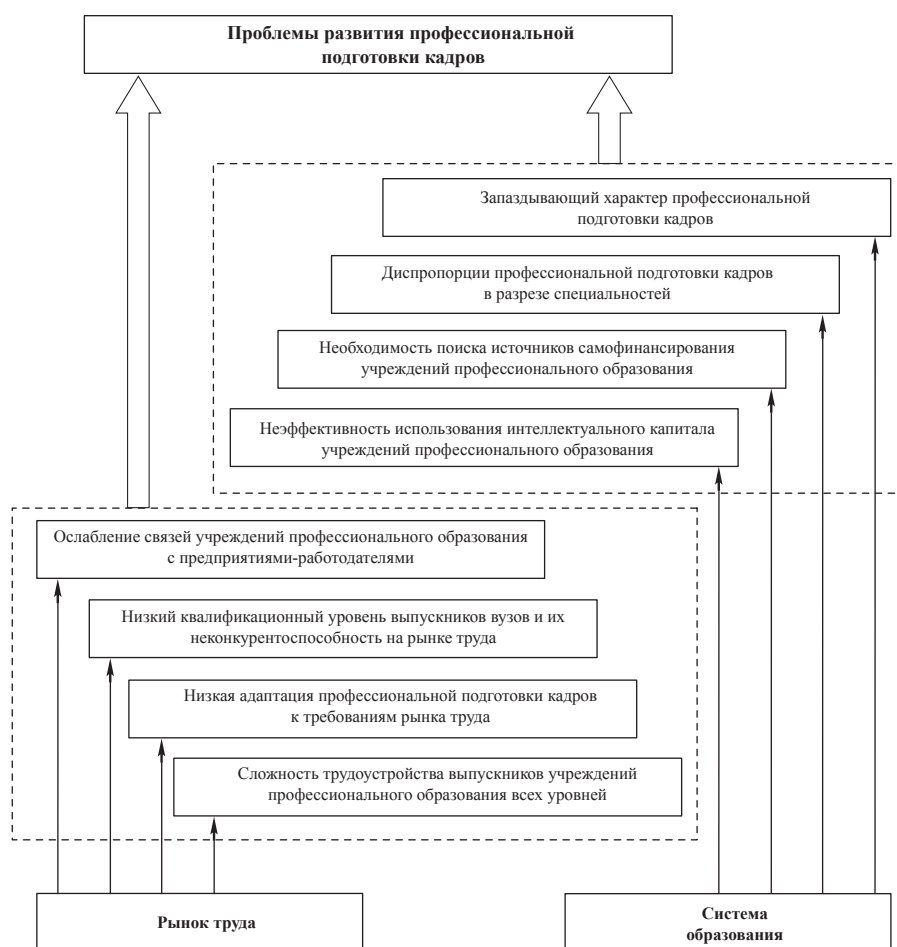 Проблемы развития профессиональной
подготовки кадров
Запаздывающий характер профессиональной
подготовки кадров
Диспропорции профессиональной подготовки кадров
в разрезе специальностей
Необходимость поиска источников самофинансирования
учреждений профессионального образования
Неэффективность использования интеллектуального капитала
учреждений профессионального образования
Ослабление связей учреждений профессионального образования
с предприятиями-работодателями
Низкий квалификационный уровень выпускников вузов и их
неконкурентоспособность на рынке труда
Низкая адаптация профессиональной подготовки кадров
к требованиям рынка труда
Сложность трудоустройства выпускников учреждений
профессионального образования всех уровней
Рынок труда
Система
образования